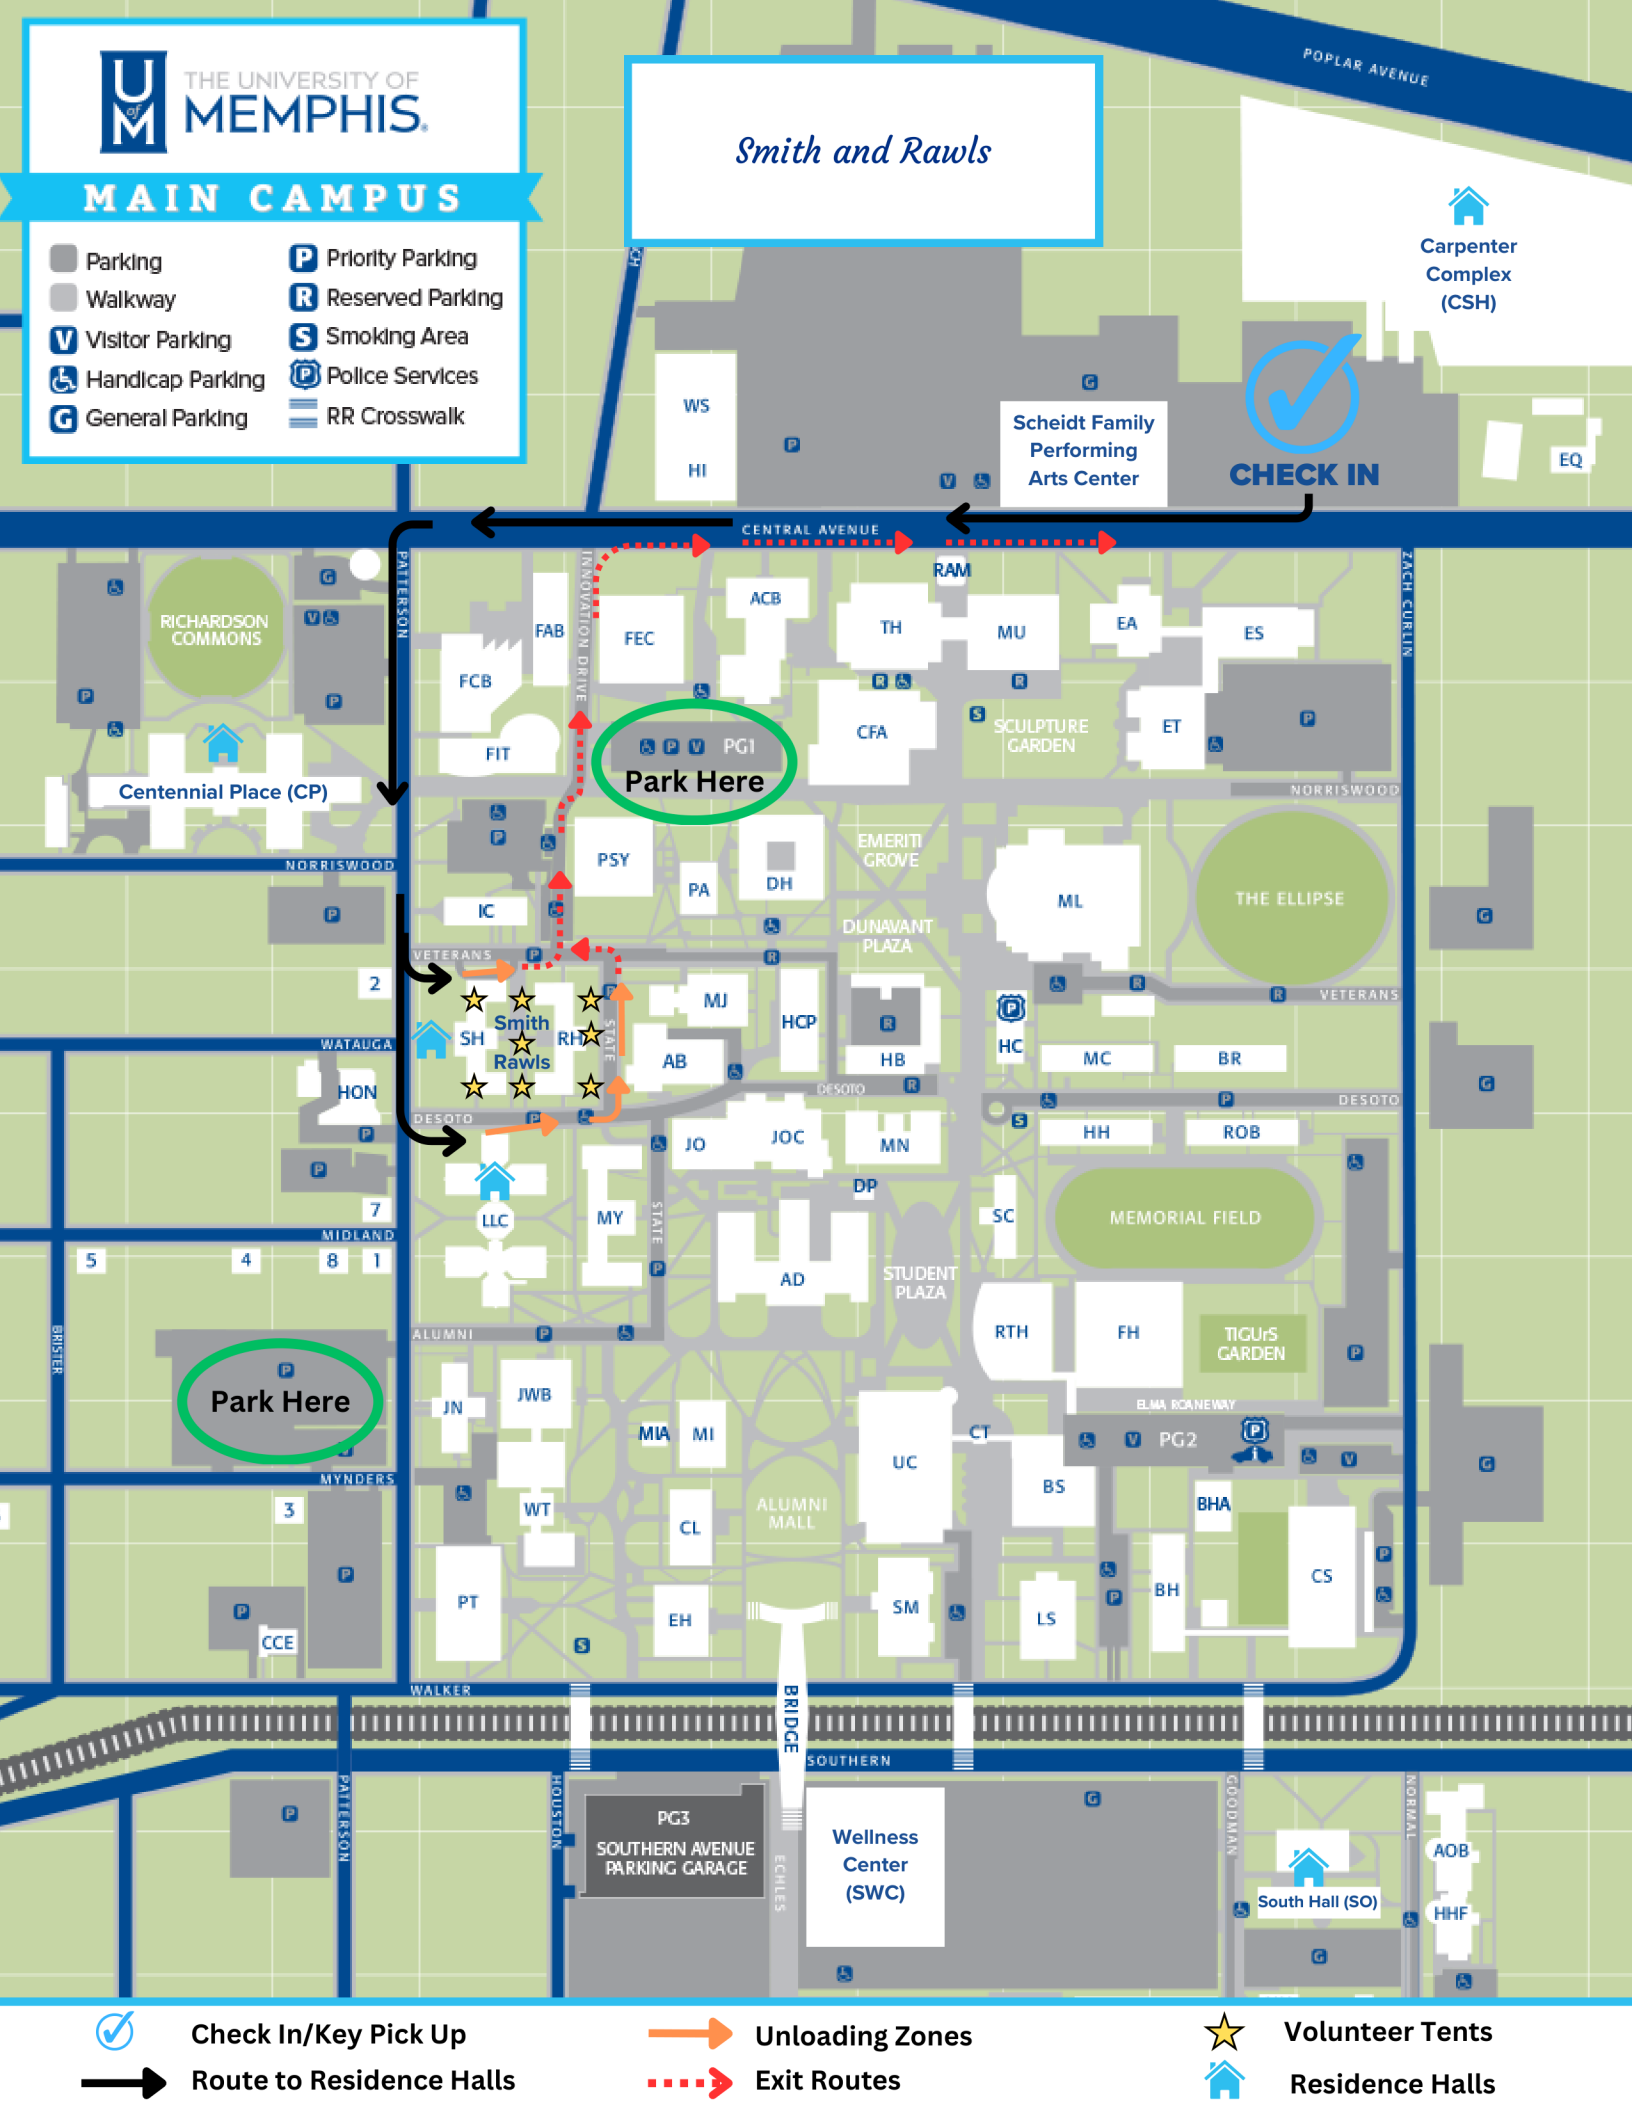 UofM
THE UNIVERSITY OF
MEMPHIS.
MAIN CAMPUS
Parking
Walkway
V Visitor Parking
Handicap Parking
G General Parking
P Priority Parking
R Reserved Parking
S Smoking Area
P Police Services
RR Crosswalk
Smith and Rawls
POPLAR AVENUE
Carpenter
Complex
(CSH)
CH
WS
HI
P
G
V
Scheidt Family
Performing
Arts Center
CHECK IN
EQ
CENTRAL AVENUE
PATTERSON
INNOVATION DRIVE
ZACH CURLIN
RICHARDSON
COMMONS
G
V
P
P
FAB
FCB
FIT
FEC
ACB
TH
RAM
MU
EA
ES
R
R
CFA
S
SCULPTURE
GARDEN
ET
P
P V PG1
Park Here
Centennial Place (CP)
NORRISWOOD
NORRISWOOD
P
P
PSY
PA
DH
EMERITI
GROVE
DUNAVANT
PLAZA
ML
THE ELLIPSE
G
IC
VETERANS
P
R
R
R
VETERANS
2
SH
Smith
Rawls
RH
P
STATE
MJ
HCP
AB
R
HB
P
HC
MC
BR
G
WATAUGA
HON
P
P
7
DESOTO
P
DESOTO
R
P
DESOTO
S
HH
ROB
JO
JOC
MN
DP
LLC
MY
STATE
P
AD
STUDENT
PLAZA
SC
MEMORIAL FIELD
MIDLAND
5
4
8
1
BRISTER
ALUMNI
P
RTH
FH
TIGUrS
GARDEN
P
P
Park Here
V
MYNDERS
JN
JWB
MIA
MI
UC
CT
ELMA ROANE WAY
V PG2
P
V
G
3
P
WT
CL
ALUMNI
MALL
BS
BHA
P
CCE
PT
EH
SM
LS
P
BH
CS
P
S
WALKER
BRIDGE
SOUTHERN
P
PATTERSON
HOUSTON
PG3
SOUTHERN AVENUE
PARKING GARAGE
ECHLES
Wellness
Center
(SWC)
G
GOODMAN
NORMAL
South Hall (SO)
G
AOB
HHF
Check In/Key Pick Up
Route to Residence Halls
Unloading Zones
Exit Routes
Volunteer Tents
Residence Halls